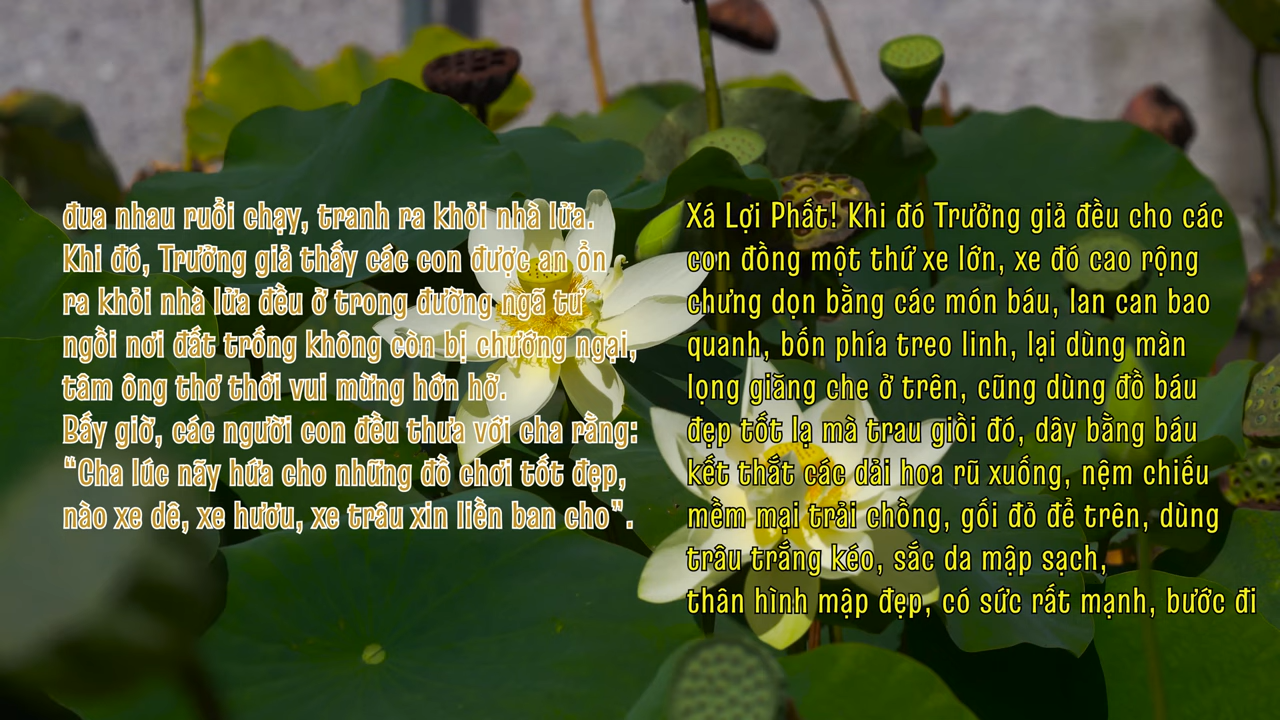 đua nhau ruổi chạy, tranh ra khỏi nhà lửa.
Khi đó, Trưởng giả thấy các con được an ổn
ra khỏi nhà lửa đều ở trong đường ngã tư
ngồi nơi đất trống không còn bị chướng ngại,
tâm ông thơ thới vui mừng hớn hở.
Bấy giờ, các người con đều thưa với cha rằng:
“Cha lúc nãy hứa cho những đồ chơi tốt đẹp,
nào xe dê, xe hươu, xe trâu xin liền ban cho”.
Xá Lợi Phất! Khi đó Trưởng giả đều cho các
con đồng một thứ xe lớn, xe đó cao rộng
chưng dọn bằng các món báu, lan can bao
quanh, bốn phía treo linh, lại dùng màn
lọng giăng che ở trên, cũng dùng đồ báu
đẹp tốt lạ mà trau giồi đó, dây bằng báu
kết thắt các dải hoa rũ xuống, nệm chiếu
mềm mại trải chồng, gối đỏ để trên, dùng
trâu trắng kéo, sắc da mập sạch,
thân hình mập đẹp, có sức rất mạnh, bước đi